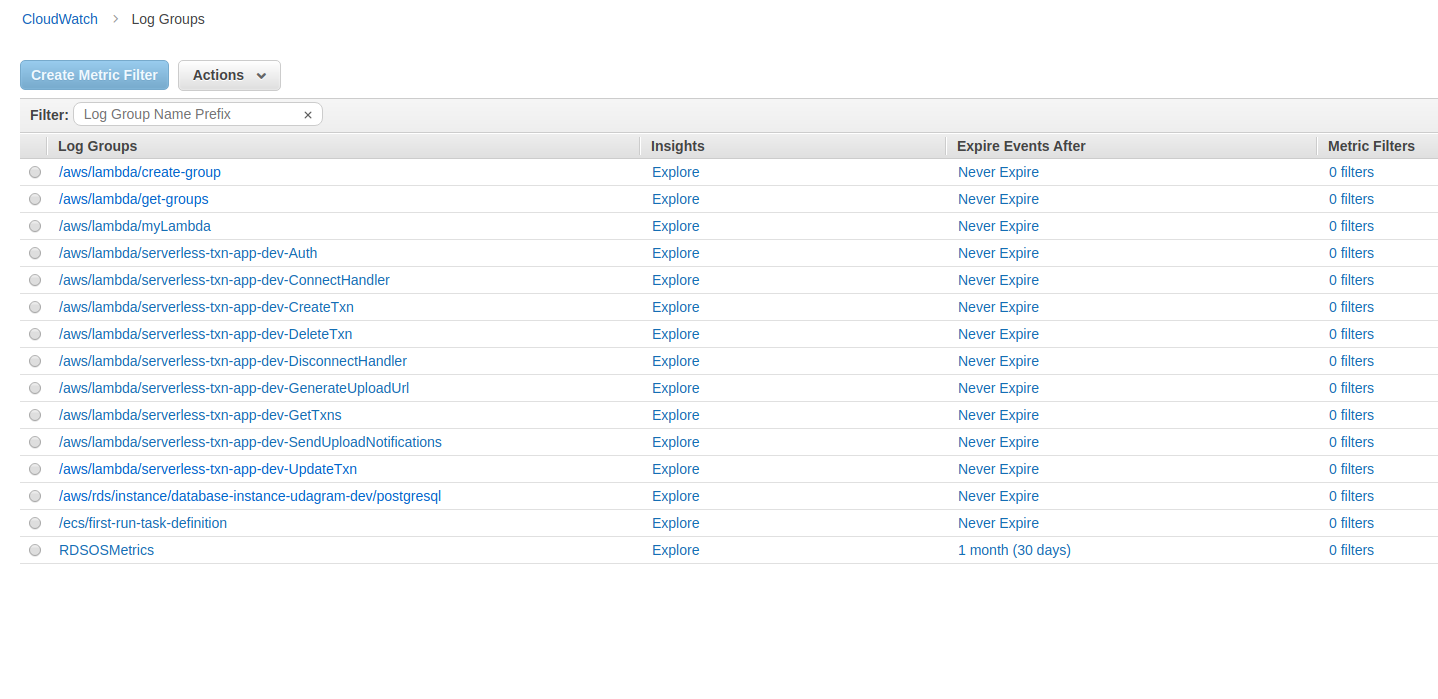 CloudWatch > Log Groups
Create Metric Filter Actions
Filter: Log Group Name Prefix ×
Log Groups Insights Expire Events After Metric Filters
/aws/lambda/create-group Explore Never Expire 0 filters
/aws/lambda/get-groups Explore Never Expire 0 filters
/aws/lambda/myLambda Explore Never Expire 0 filters
/aws/lambda/serverless-txn-app-dev-Auth Explore Never Expire 0 filters
/aws/lambda/serverless-txn-app-dev-ConnectHandler Explore Never Expire 0 filters
/aws/lambda/serverless-txn-app-dev-CreateTxn Explore Never Expire 0 filters
/aws/lambda/serverless-txn-app-dev-DeleteTxn Explore Never Expire 0 filters
/aws/lambda/serverless-txn-app-dev-DisconnectHandler Explore Never Expire 0 filters
/aws/lambda/serverless-txn-app-dev-GenerateUploadUrl Explore Never Expire 0 filters
/aws/lambda/serverless-txn-app-dev-GetTxns Explore Never Expire 0 filters
/aws/lambda/serverless-txn-app-dev-SendUploadNotifications Explore Never Expire 0 filters
/aws/lambda/serverless-txn-app-dev-UpdateTxn Explore Never Expire 0 filters
/aws/rds/instance/database-instance-udagram-dev/postgresql Explore Never Expire 0 filters
/ecs/first-run-task-definition Explore Never Expire 0 filters
RDSOSMetrics Explore 1 month (30 days) 0 filters